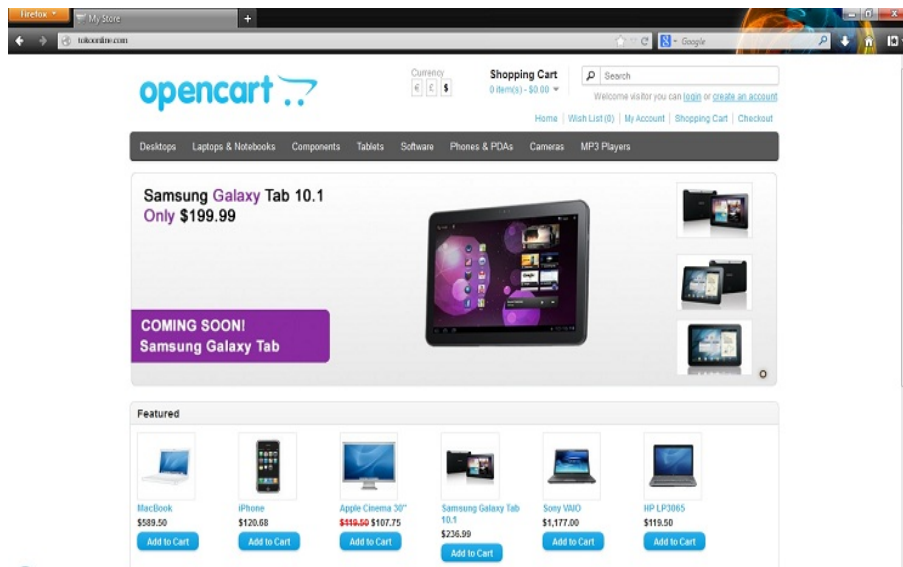 Firefox
My Store
+
tokoonline.com
Google
opencart
Currency
€ £ $
Shopping Cart
0 item(s) - $0.00
Search
Welcome visitor you can login or create an account
Home Wish List (0) My Account Shopping Cart Checkout
Desktops Laptops & Notebooks Components Tablets Software Phones & PDAs Cameras MP3 Players
Samsung Galaxy Tab 10.1
Only $199.99
COMING SOON!
Samsung Galaxy Tab
Featured
MacBook
$589.50
Add to Cart
iPhone
$120.68
Add to Cart
Apple Cinema 30"
$119.50 $107.75
Add to Cart
Samsung Galaxy Tab
10.1
$236.99
Add to Cart
Sony VAIO
$1,177.00
Add to Cart
HP LP3065
$119.50
Add to Cart